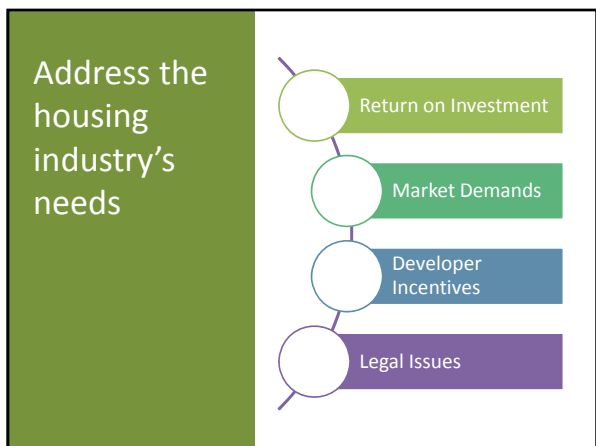 Address the
housing
industry’s
needs
Return on Investment
Market Demands
Developer
Incentives
Legal Issues